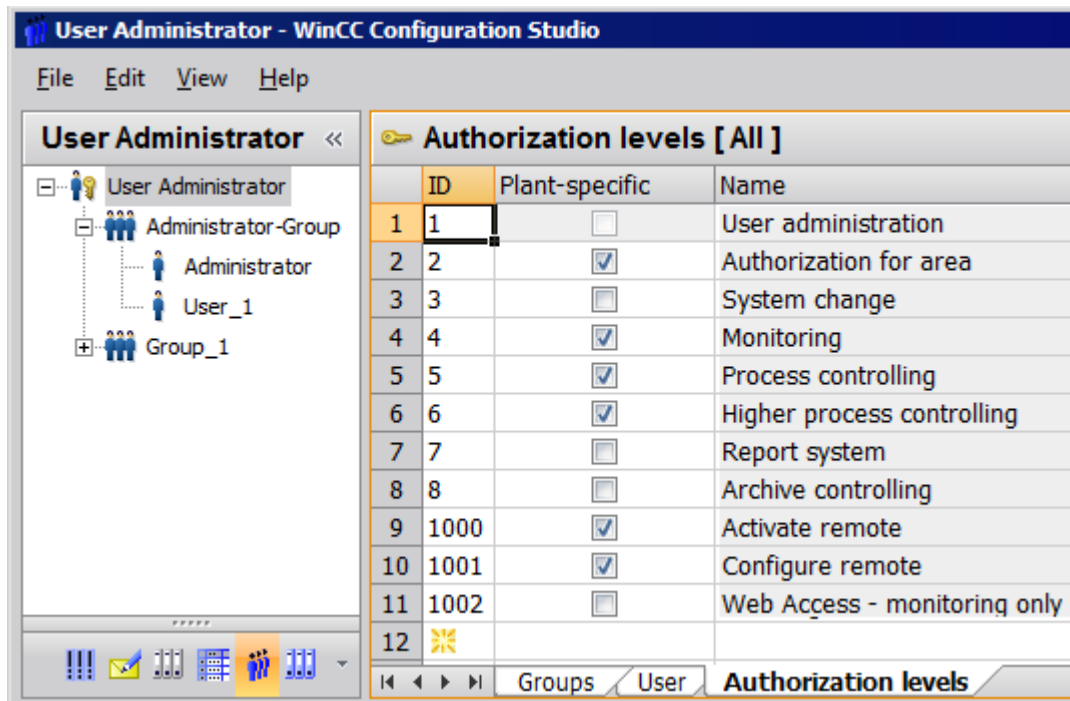 User Administrator - WinCC Configuration Studio
File Edit View Help
User Administrator «
User Administrator
Administrator-Group
Administrator
User_1
Group_1
Authorization levels [ All ]
ID Plant-specific Name
1 1 User administration
2 2 Authorization for area
3 3 System change
4 4 Monitoring
5 5 Process controlling
6 6 Higher process controlling
7 7 Report system
8 8 Archive controlling
9 1000 Activate remote
10 1001 Configure remote
11 1002 Web Access - monitoring only
12
Groups User Authorization levels